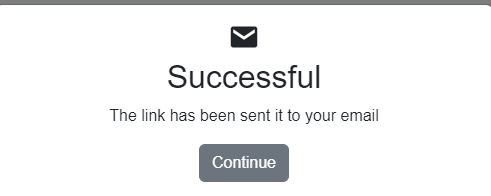 Successful
The link has been sent it to your email
Continue